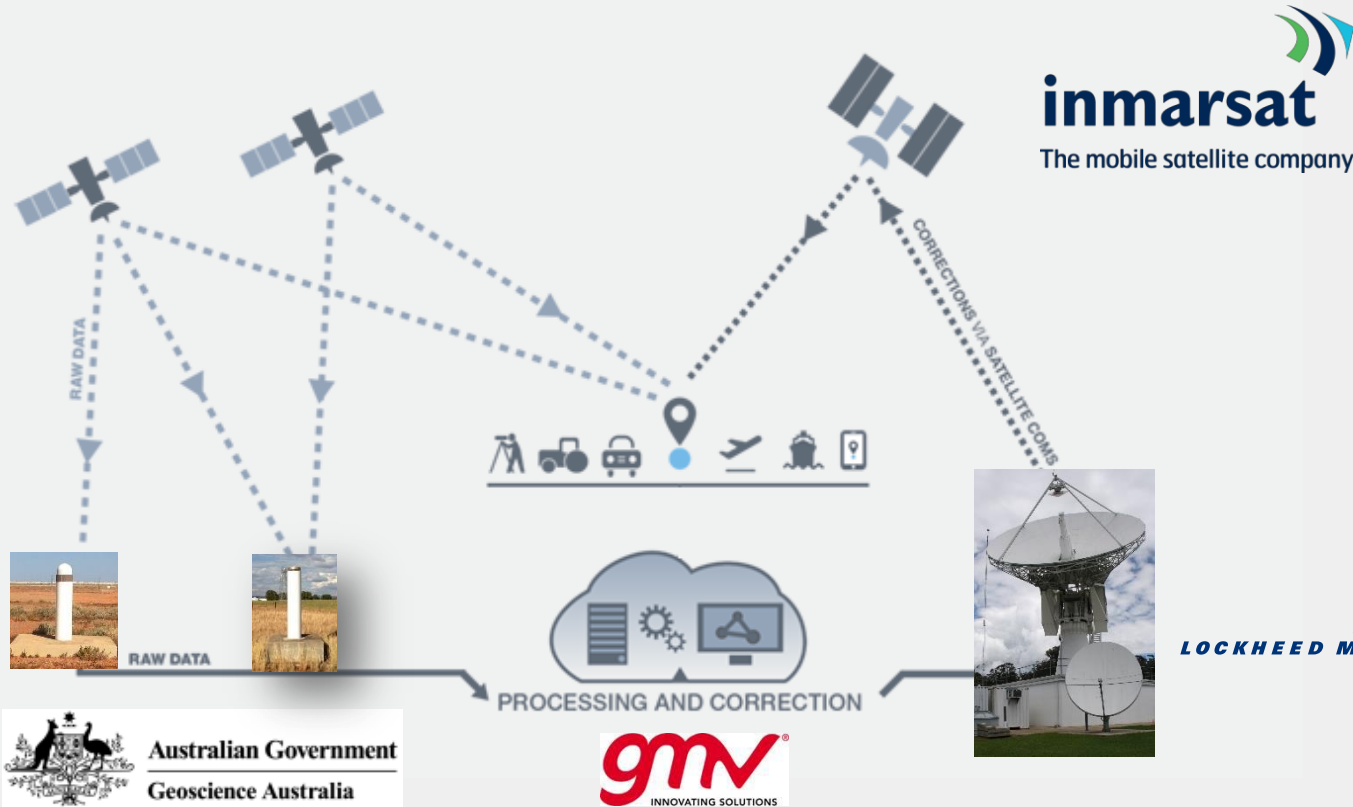 inmarsat
The mobile satellite company
CORRECTIONS VIA SATELLITE COMS
RAW DATA
RAW DATA
PROCESSING AND CORRECTION
LOCKHEED M
Australian Government
Geoscience Australia
gmv®
INNOVATING SOLUTIONS